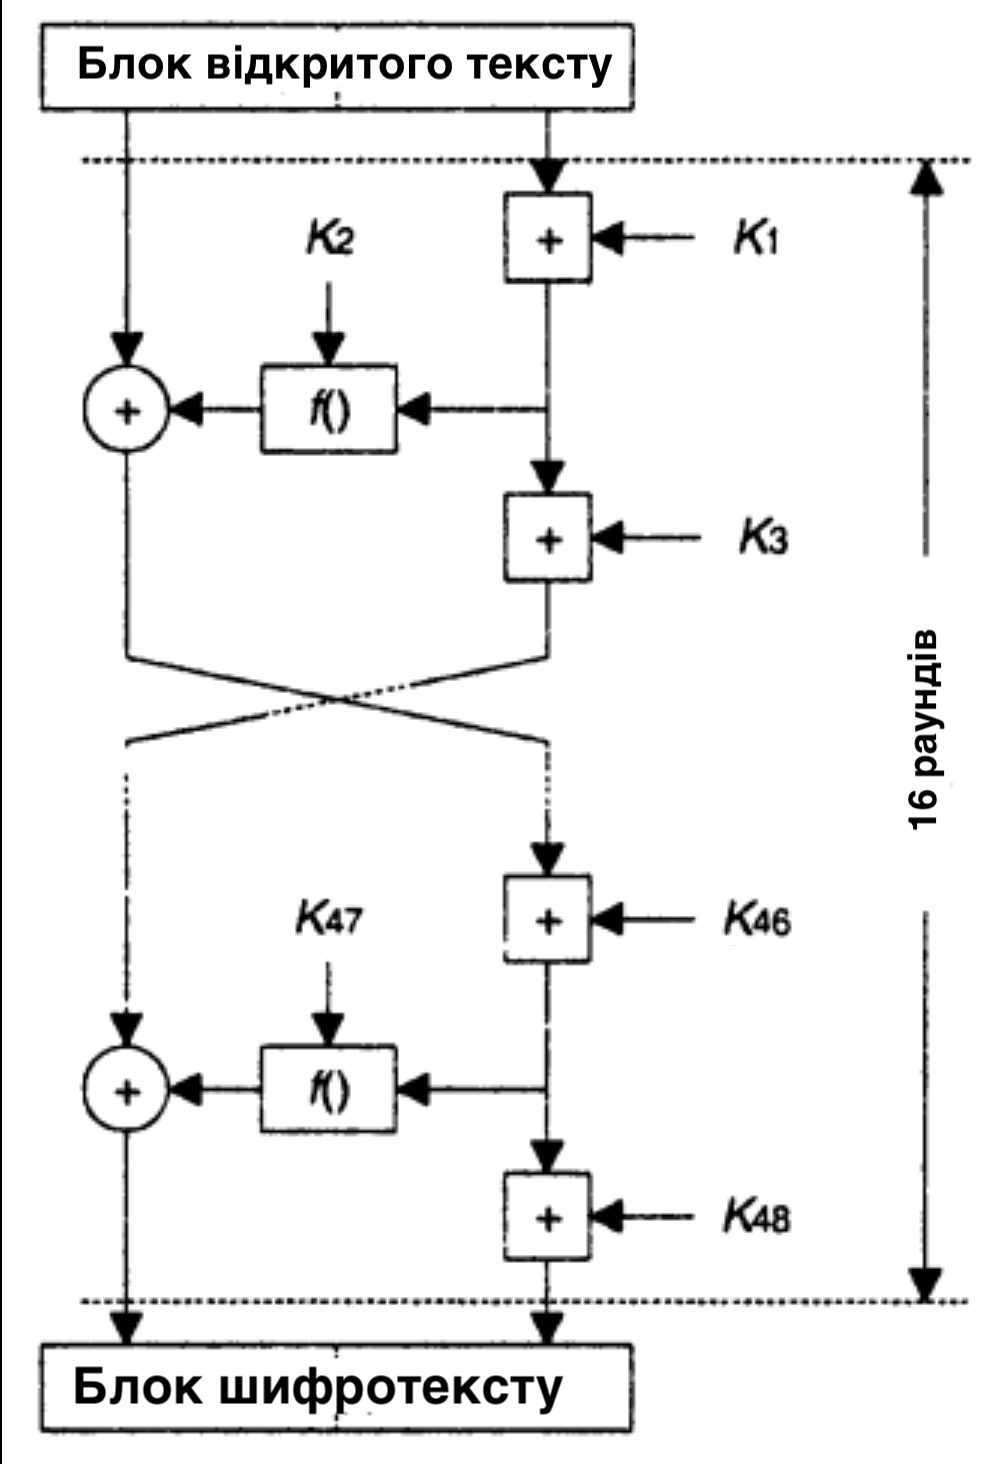 Блок відкритого тексту
+
K1
K2
+
f()
+
K3
16 раундів
+
K46
K47
+
f()
+
K48
Блок шифротексту